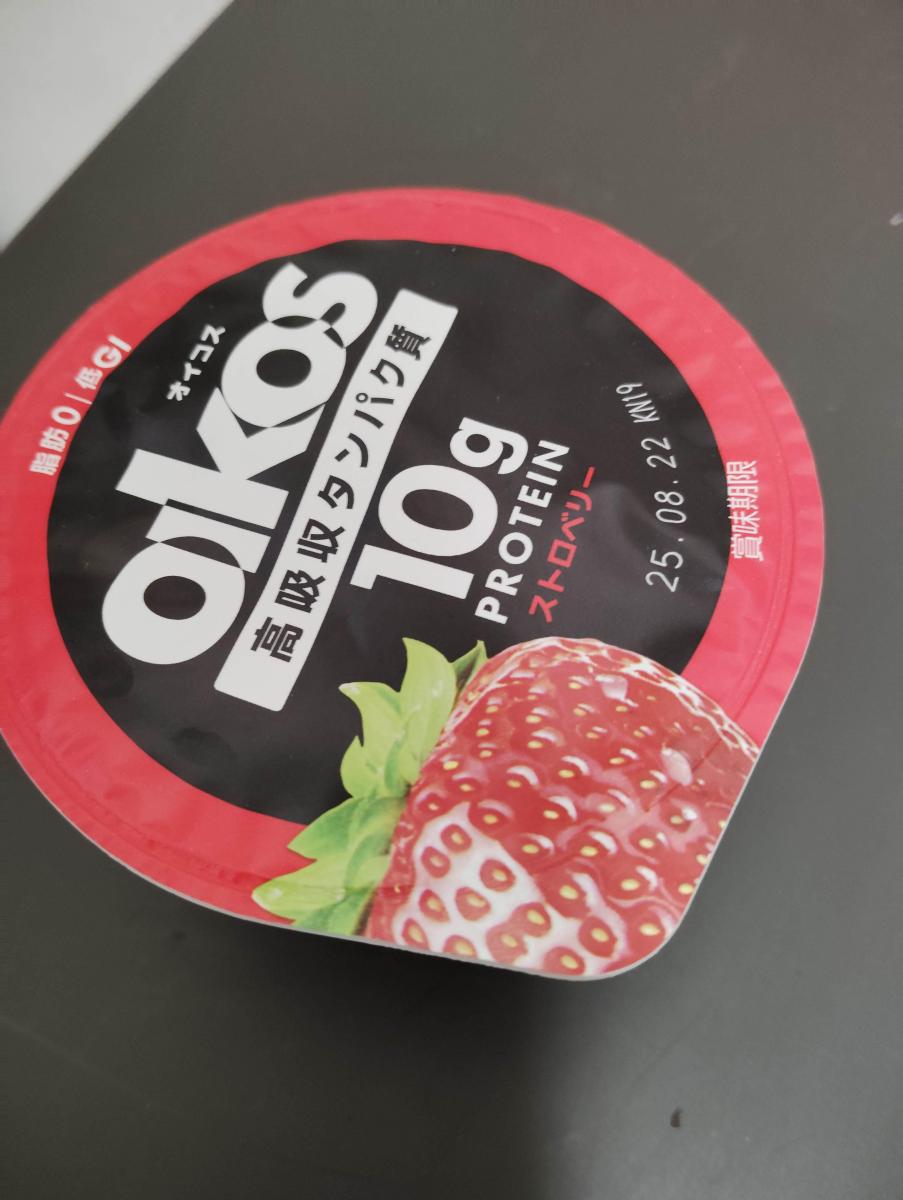 脂肪0|低GI
オイコス
oikos
高吸収タンパク質
10g
PROTEIN
ストロベリー
25.08.22 KN19
賞味期限